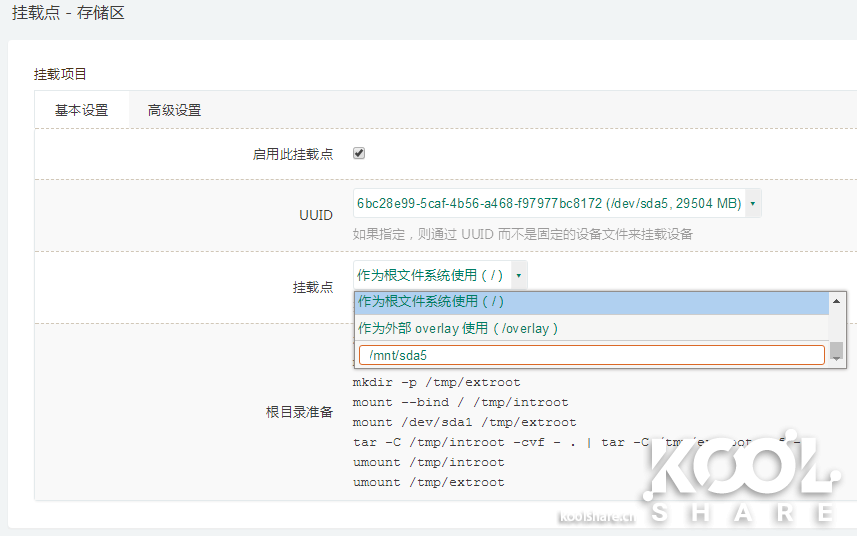 挂载点 - 存储区
挂载项目
基本设置
高级设置
启用此挂载点
UUID
6bc28e99-5caf-4b56-a468-f97977bc8172 (/dev/sda5, 29504 MB)
如果指定，则通过 UUID 而不是固定的设备文件来挂载设备
挂载点
作为根文件系统使用（/）
作为根文件系统使用（/）
作为外部 overlay 使用（/overlay）
/mnt/sda5
根目录准备
mkdir -p /tmp/extroot
mount --bind / /tmp/introot
mount /dev/sda1 /tmp/extroot
tar -C /tmp/introot -cvf - . | tar -C
umount /tmp/introot
umount /tmp/extroot
KOOL
SHARE
koolshare.cn